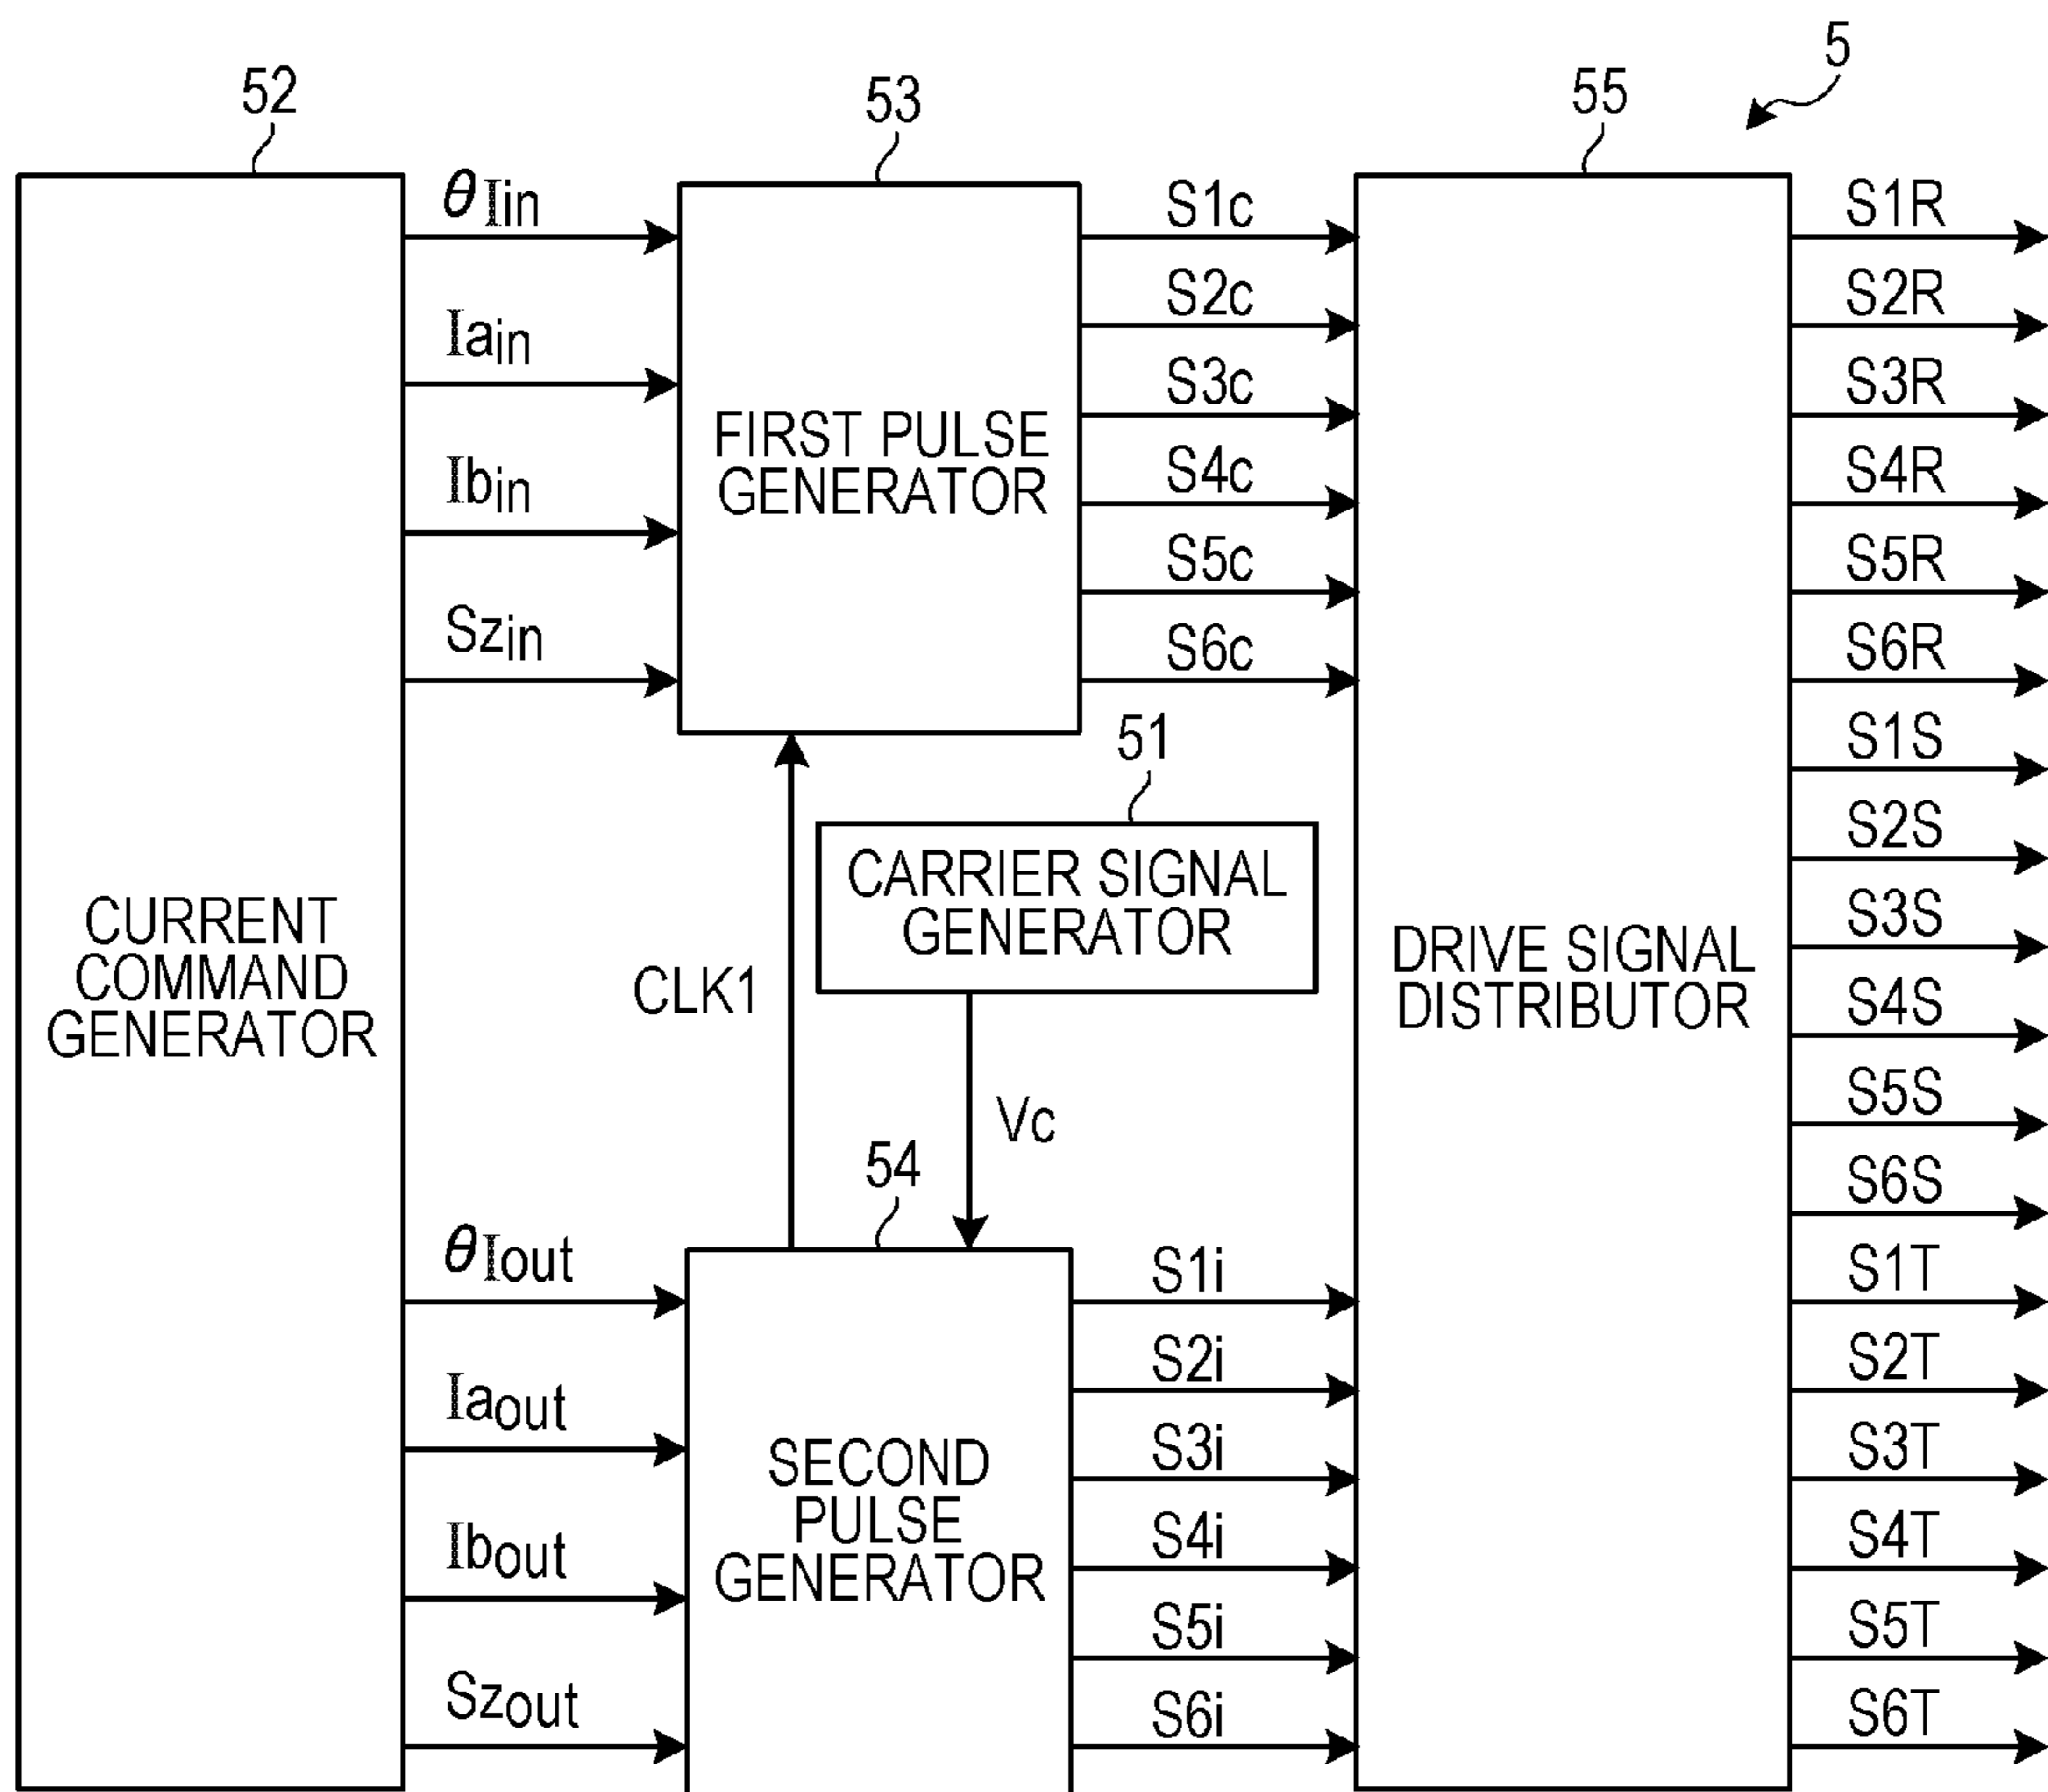 5
52
53
55
θIin
Iain
Ibin
Szin
FIRST PULSE
GENERATOR
S1c
S2c
S3c
S4c
S5c
S6c
51
CARRIER SIGNAL
GENERATOR
CURRENT
COMMAND
GENERATOR
CLK1
Vc
54
θIout
Iaout
Ibout
Szout
SECOND
PULSE
GENERATOR
S1i
S2i
S3i
S4i
S5i
S6i
DRIVE SIGNAL
DISTRIBUTOR
S1R
S2R
S3R
S4R
S5R
S6R
S1S
S2S
S3S
S4S
S5S
S6S
S1T
S2T
S3T
S4T
S5T
S6T